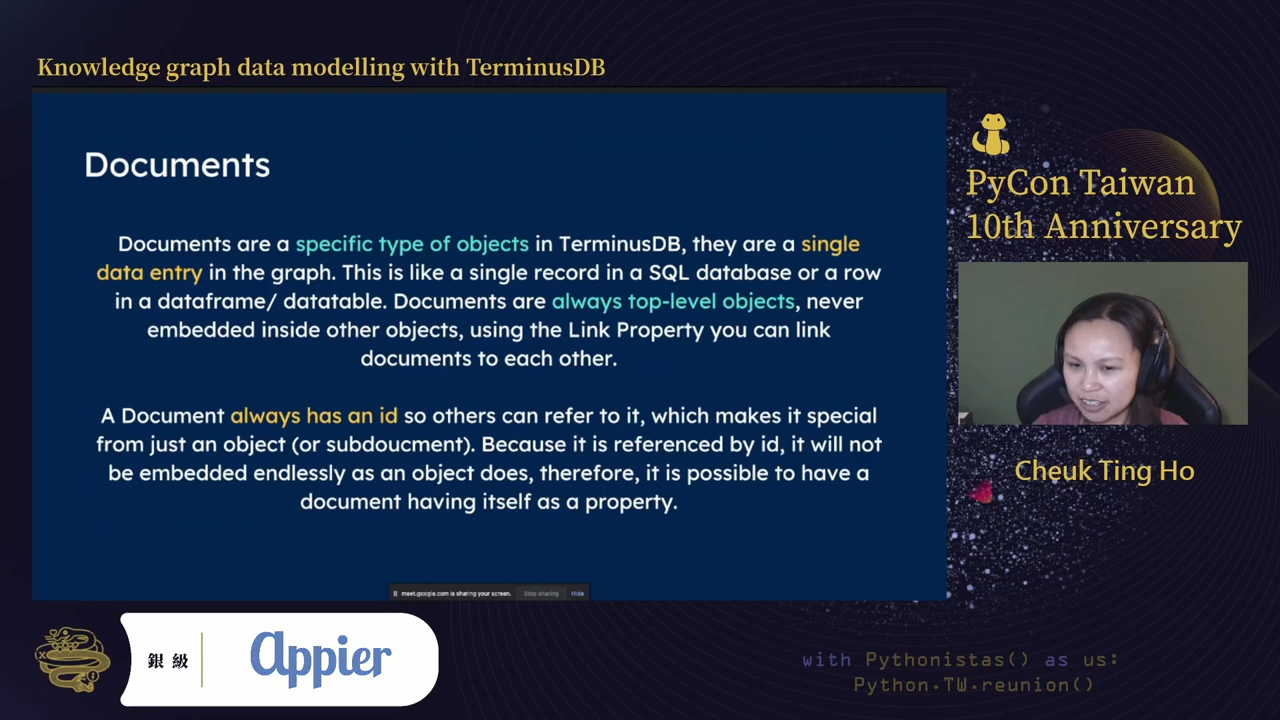 Knowledge graph data modelling with TerminusDB
Documents
Documents are a specific type of objects in TerminusDB, they are a single
data entry in the graph. This is like a single record in a SQL database or a row
in a dataframe/ datatable. Documents are always top-level objects, never
embedded inside other objects, using the Link Property you can link
documents to each other.
A Document always has an id so others can refer to it, which makes it special
from just an object (or subdoucment). Because it is referenced by id, it will not
be embedded endlessly as an object does, therefore, it is possible to have a
document having itself as a property.
meet.google.com is sharing your screen. Stop sharing Hide
PyCon Taiwan
10th Anniversary
Cheuk Ting Ho
銀級
appier
with Pythonistas() as us:
Python.TW.reunion()